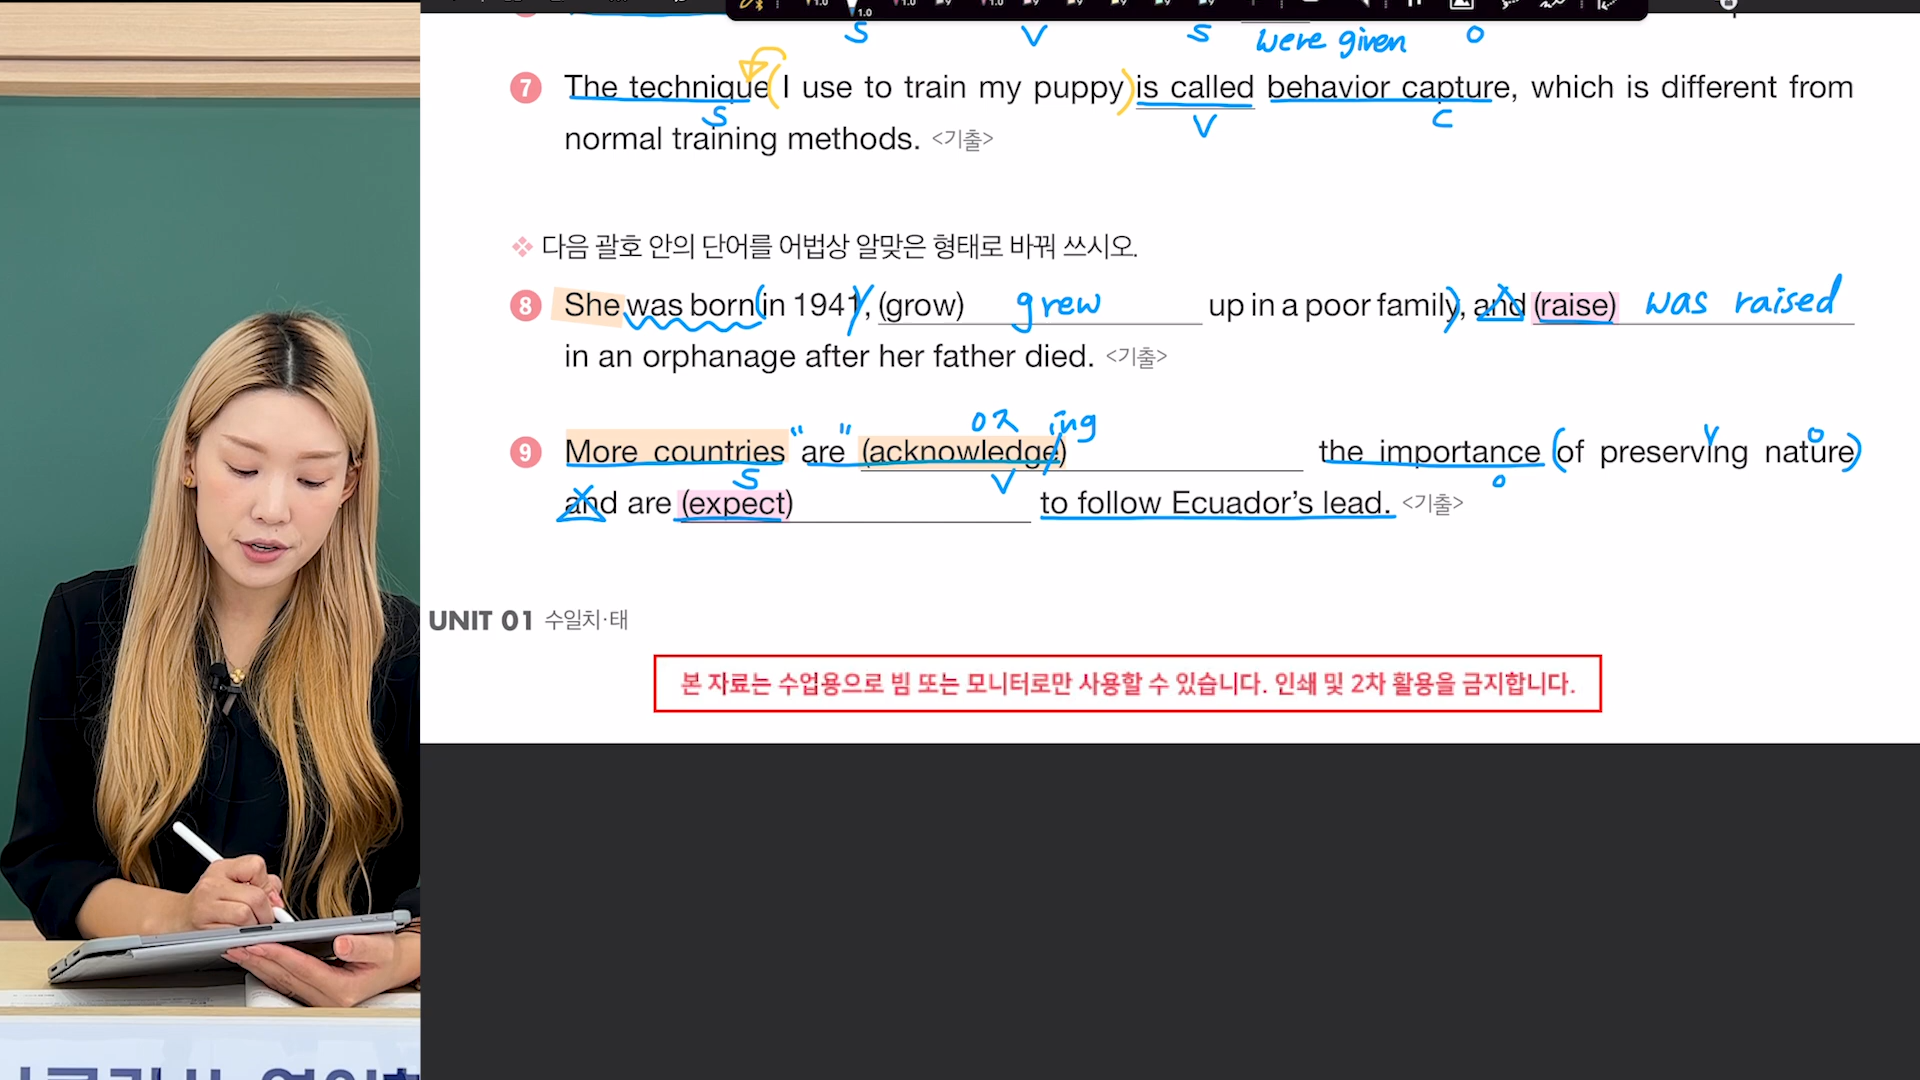 S V S were given O
7 The technique (I use to train my puppy) is called behavior capture, which is different from
S V C
normal training methods. <기출>
다음 괄호 안의 단어를 어법상 알맞은 형태로 바꿔 쓰시오.
8 She was born (in 1941), (grow) grew up in a poor family), and (raise) was raised
in an orphanage after her father died. <기출>
ing
9 More countries "are" (acknowledge) the importance (of preserving nature)
S V O V O
and are (expect) to follow Ecuador's lead. <기출>
UNIT 01 수일치·태
본 자료는 수업용으로 빔 또는 모니터로만 사용할 수 있습니다. 인쇄 및 2차 활용을 금지합니다.